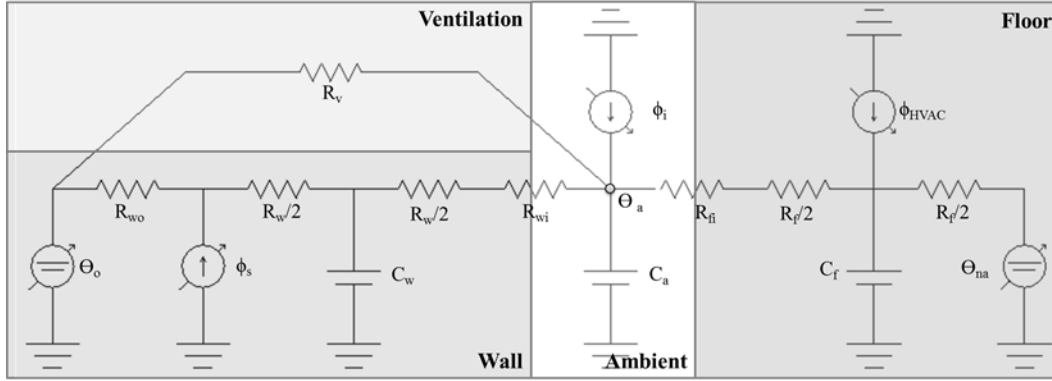 Ventilation
Floor
R_v
ϕ_i
ϕ_HVAC
R_wo
R_w/2
R_w/2
R_wi
Θ_a
R_fi
R_f/2
R_f/2
Θ_o
ϕ_s
C_w
C_a
C_f
Θ_na
Wall
Ambient